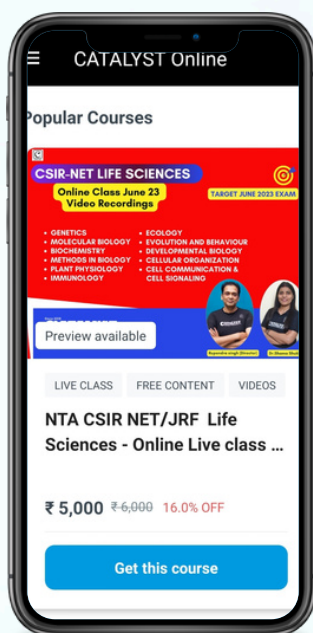 CATALYST Online
Popular Courses
CSIR-NET LIFE SCIENCES
Online Class June 23
Video Recordings
TARGET JUNE 2023 EXAM
• GENETICS
• MOLECULAR BIOLOGY
• BIOCHEMISTRY
• METHODS IN BIOLOGY
• PLANT PHYSIOLOGY
• IMMUNOLOGY
• ECOLOGY
• EVOLUTION AND BEHAVIOUR
• DEVELOPMENTAL BIOLOGY
• CELLULAR ORGANIZATION
• CELL COMMUNICATION &
CELL SIGNALING
Preview available
LIVE CLASS FREE CONTENT VIDEOS
NTA CSIR NET/JRF Life
Sciences - Online Live class ...
₹ 5,000 ₹ 6,000 16.0% OFF
Get this course